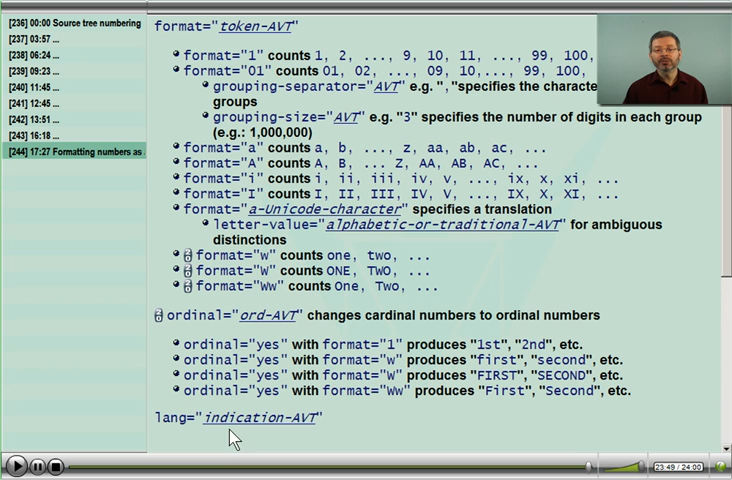 [236] 00:00 Source tree numbering
[237] 03:57 ...
[238] 06:24 ...
[239] 09:23 ...
[240] 11:45 ...
[241] 12:45 ...
[242] 13:51 ...
[243] 16:18 ...
[244] 17:27 Formatting numbers as
format="token-AVT"
format="1" counts 1, 2, ..., 9, 10, 11, ..., 99, 100,
format="01" counts 01, 02, ..., 09, 10,..., 99, 100,
grouping-separator="AVT" e.g. ","specifies the characte
groups
grouping-size="AVT" e.g. "3" specifies the number of digits in each group
(e.g.: 1,000,000)
format="a" counts a, b, ..., z, aa, ab, ac, ...
format="A" counts A, B, ... Z, AA, AB, AC, ...
format="i" counts i, ii, iii, iv, v, ..., ix, x, xi, ...
format="I" counts I, II, III, IV, V, ..., IX, X, XI, ...
format="a-Unicode-character" specifies a translation
letter-value="alphabetic-or-traditional-AVT" for ambiguous
distinctions
format="w" counts one, two, ...
format="W" counts ONE, TWO, ...
format="Ww" counts One, Two, ...
ordinal="ord-AVT" changes cardinal numbers to ordinal numbers
ordinal="yes" with format="1" produces "1st", "2nd", etc.
ordinal="yes" with format="w" produces "first", "second", etc.
ordinal="yes" with format="W" produces "FIRST", "SECOND", etc.
ordinal="yes" with format="Ww" produces "First", "Second", etc.
lang="indication-AVT"
23:49 / 24:00